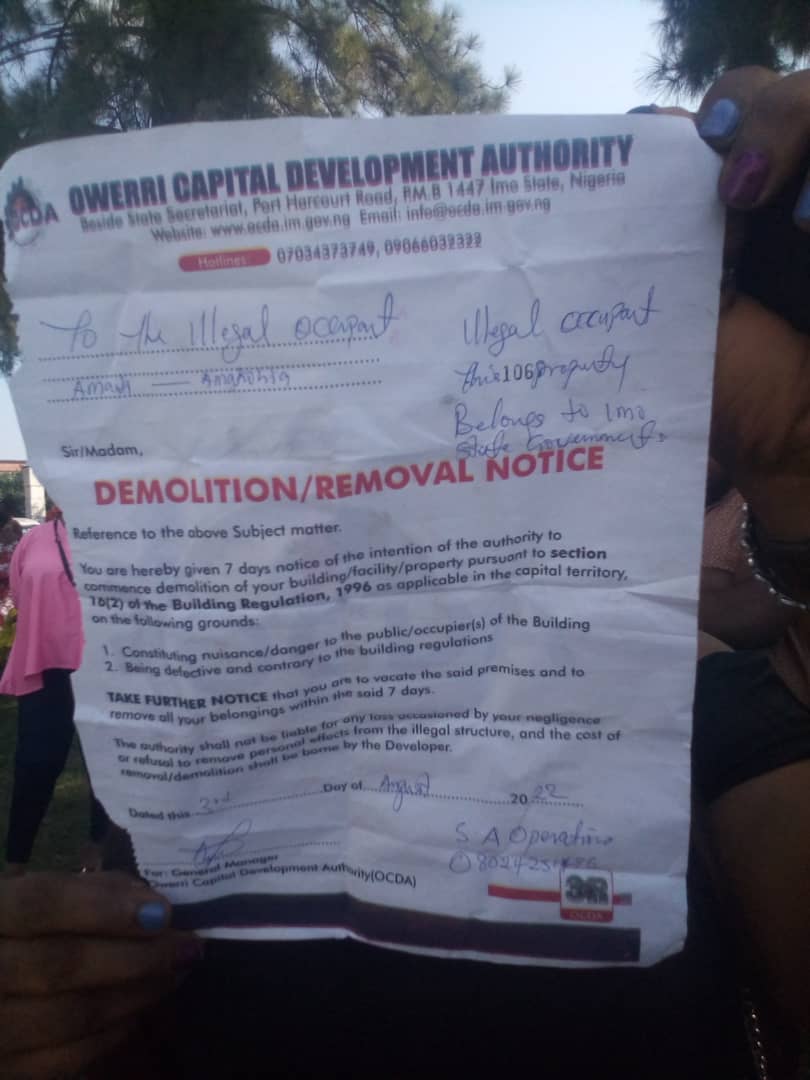 OCDA
OWERRI CAPITAL DEVELOPMENT AUTHORITY
Beside State Secretariat, Port Harcourt Road, P.M.B 1447 Imo State, Nigeria
Website: www.ocda.im.gov.ng Email: info@ocda.im.gov.ng
Hotlines: 07034373749, 09066032322
To the Illegal Occupant
Amawi — Amaohia
Illegal occupant
this 106 property
Belongs to Imo
State Government.
Sir/Madam,
DEMOLITION/REMOVAL NOTICE
Reference to the above Subject matter.
You are hereby given 7 days notice of the intention of the authority to
commence demolition of your building/facility/property pursuant to section
16(2) of the Building Regulation, 1996 as applicable in the capital territory,
on the following grounds:
1. Constituting nuisance/danger to the public/occupier(s) of the Building
2. Being defective and contrary to the building regulations
TAKE FURTHER NOTICE that you are to vacate the said premises and to
remove all your belongings within the said 7 days.
The authority shall not be liable for any loss occasioned by your negligence
or refusal to remove personal effects from the illegal structure, and the cost of
removal/demolition shall be borne by the Developer.
Dated this 3rd Day of August 20 22
S A Operations
For: General Manager
Owerri Capital Development Authority(OCDA)
3R
OCDA